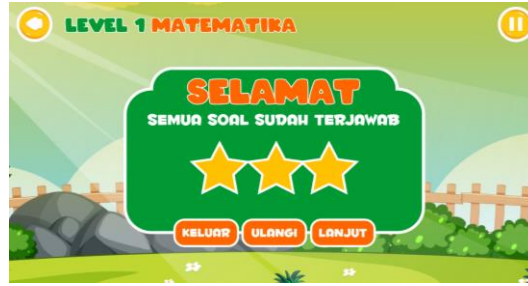 LEVEL 1 MATEMATIKA
SELAMAT
SEMUA SOAL SUDAH TERJAWAB
KELUAR ULANGI LANJUT